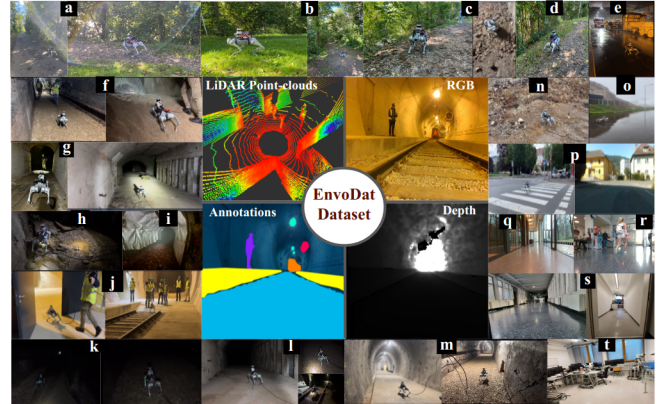 a
b
c
d
e
f
LiDAR Point-clouds
RGB
n
o
g
EnvoDat
Dataset
p
h
i
Annotations
Depth
q
r
j
s
k
l
m
t